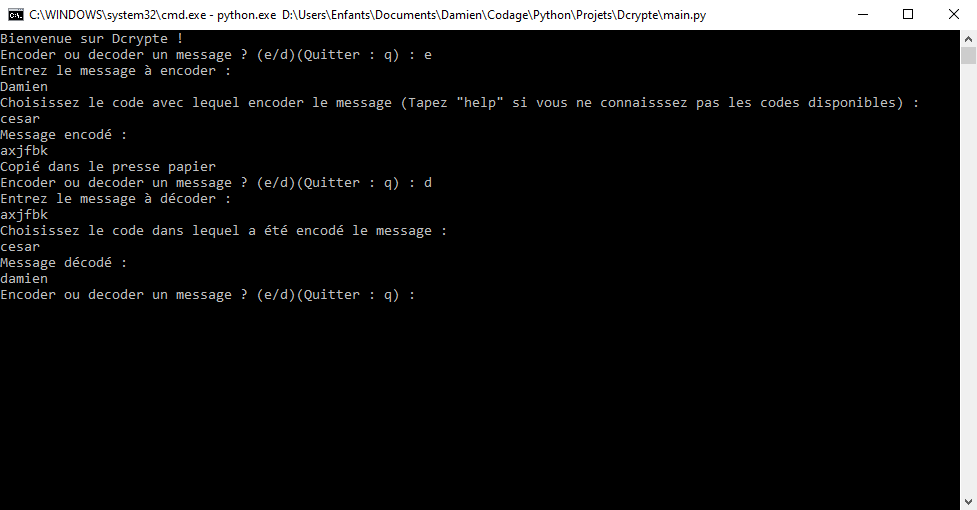 C:\WINDOWS\system32\cmd.exe - python.exe  D:\Users\Enfants\Documents\Damien\Codage\Python\Projets\Dcrypte\main.py
Bienvenue sur Dcrypte !
Encoder ou decoder un message ? (e/d)(Quitter : q) : e
Entrez le message à encoder :
Damien
Choisissez le code avec lequel encoder le message (Tapez "help" si vous ne connaisssez pas les codes disponibles) :
cesar
Message encodé :
axjfbk
Copié dans le presse papier
Encoder ou decoder un message ? (e/d)(Quitter : q) : d
Entrez le message à décoder :
axjfbk
Choisissez le code dans lequel a été encodé le message :
cesar
Message décodé :
damien
Encoder ou decoder un message ? (e/d)(Quitter : q) :